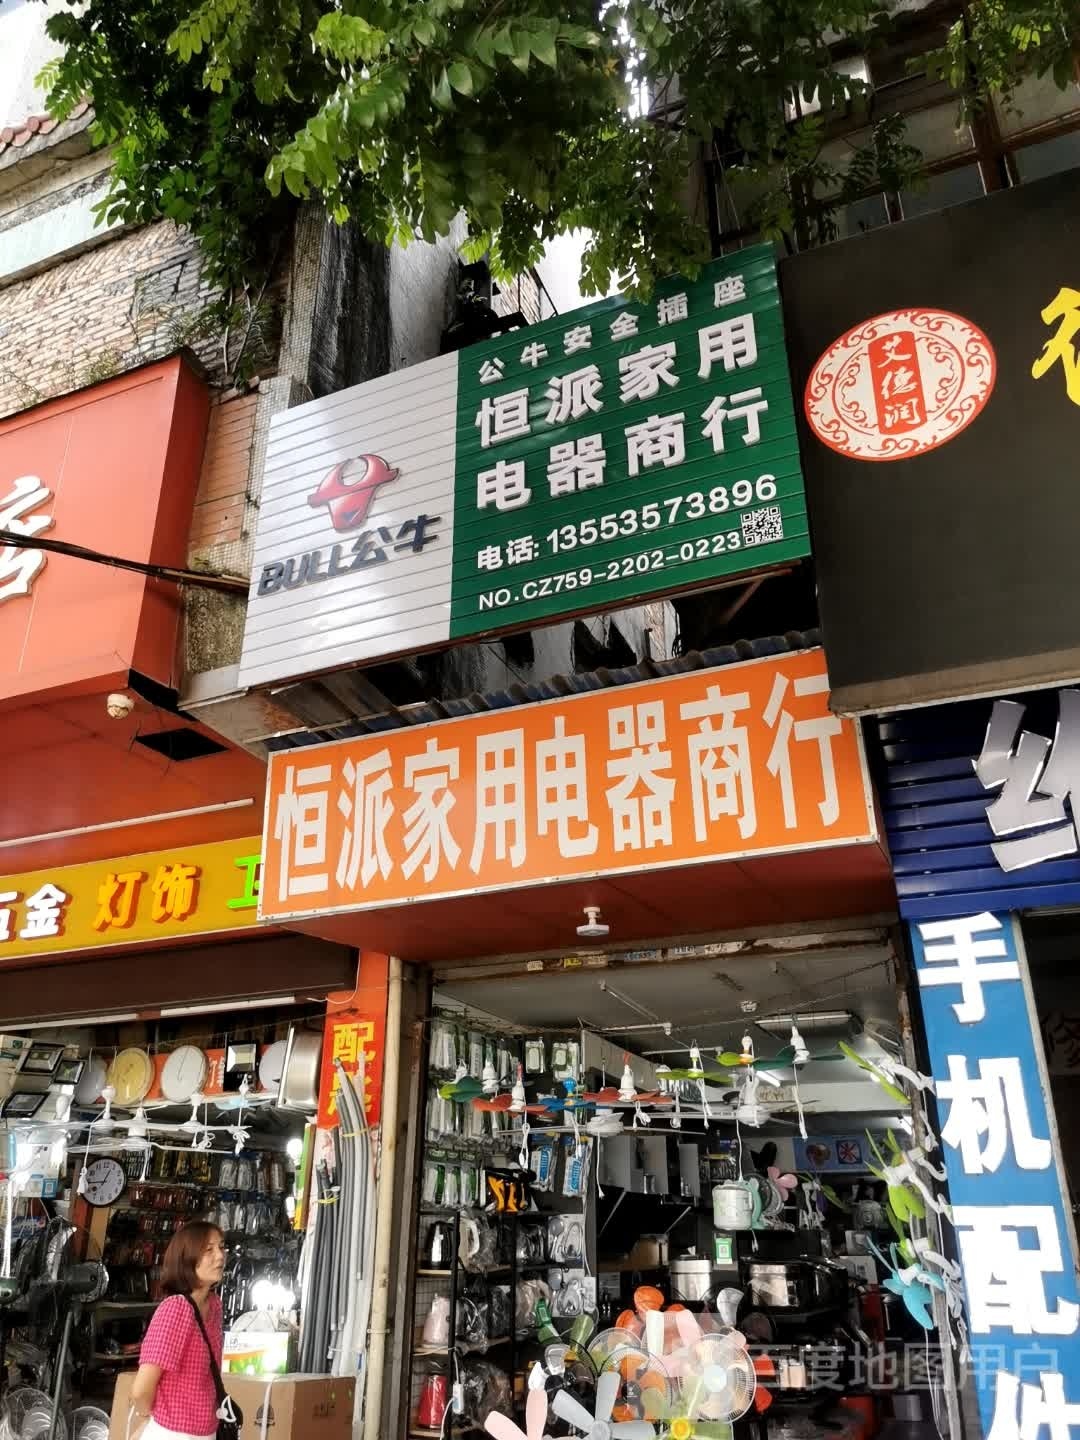 公牛安全插座
恒派家用
电器商行
电话:13553573896
NO.CZ759-2202-0223
BULL公牛
艾德润
恒派家用电器商行
五金 灯饰
配
手机配件
百度地图用户